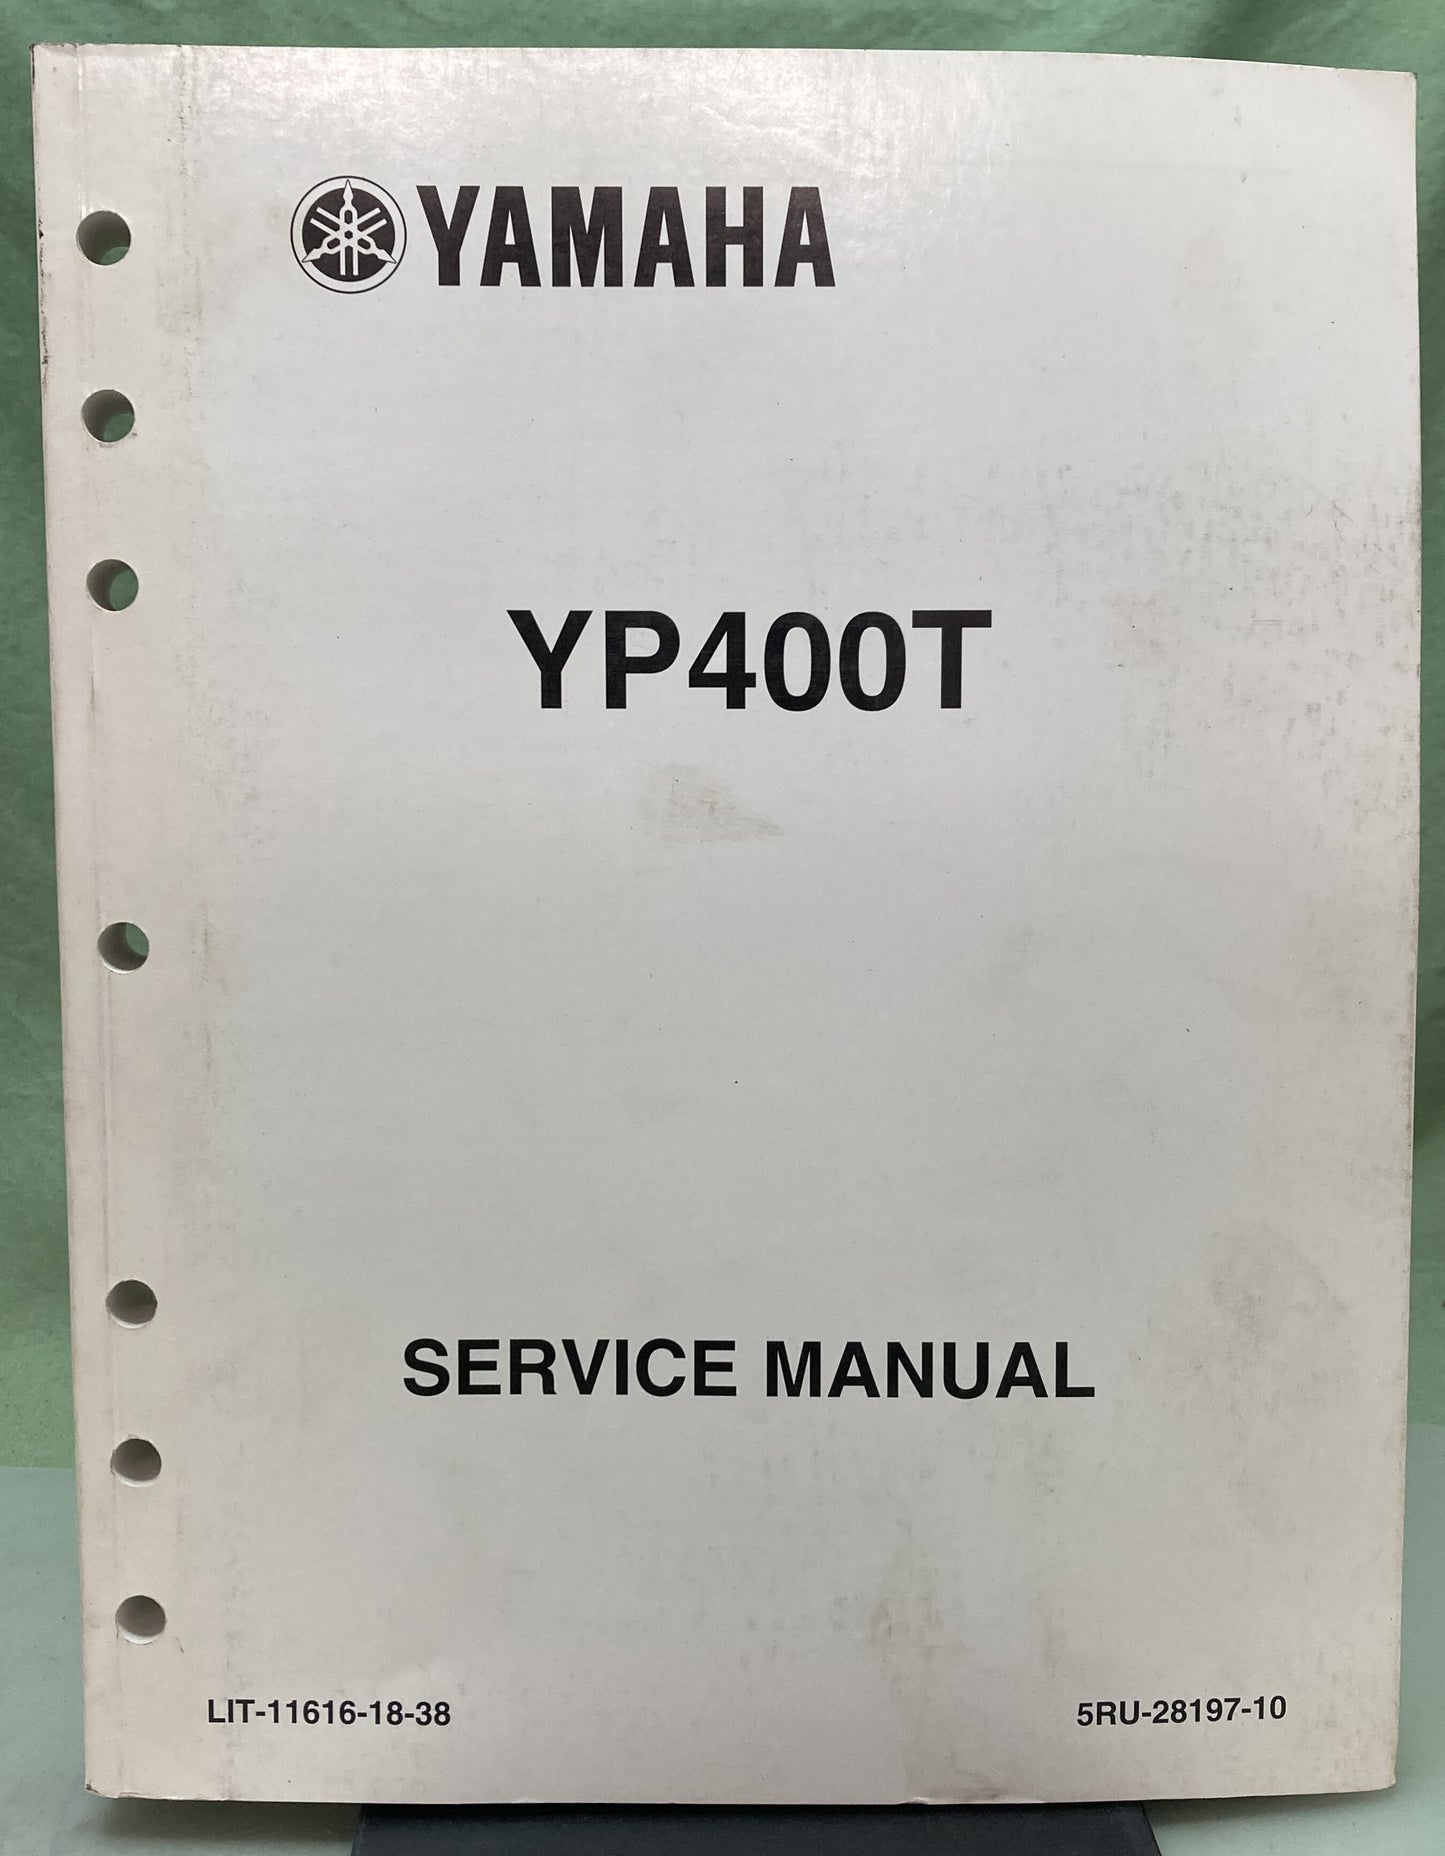 YAMAHA
YP400T
SERVICE MANUAL
LIT-11616-18-38
5RU-28197-10